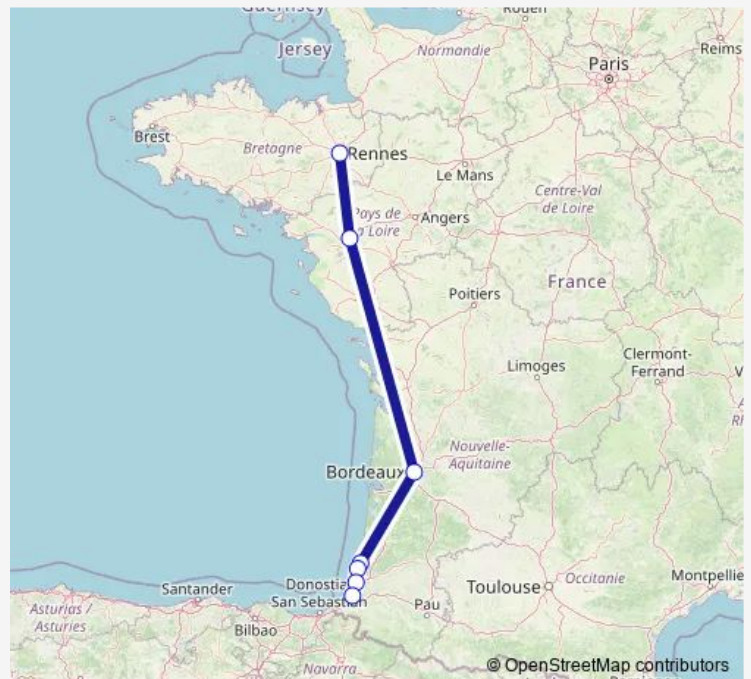 Guernsey
Rouen
Jersey
Normandie
Reims
Paris
Brest
Bretagne
Rennes
Le Mans
Centre-Val
de Loire
Pays de
la Loire
Angers
France
Poitiers
Limoges
Clermont-
Ferrand
Nouvelle-
Aquitaine
Bordeaux
Santander
Donostia
San Sebastián
Pau
Toulouse
Occitanie
Montpellie
Asturias /
Asturies
Bilbao
Navarra
© OpenStreetMap contributors